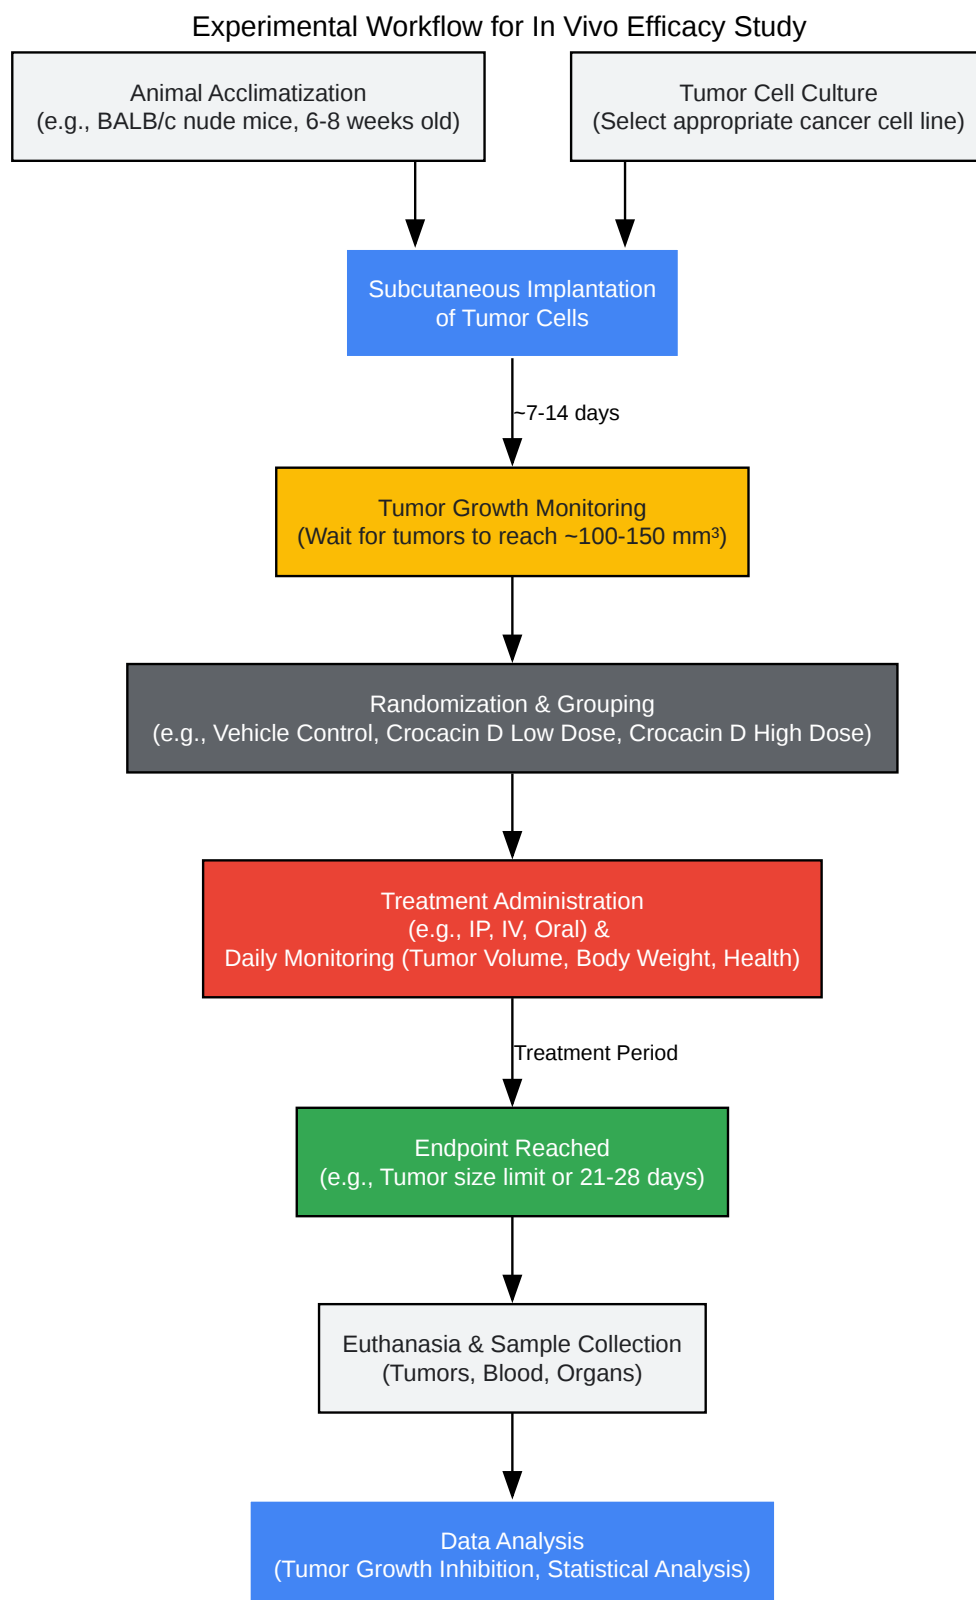 Experimental Workflow for In Vivo Efficacy Study
Animal Acclimatization
(e.g., BALB/c nude mice, 6-8 weeks old)
Tumor Cell Culture
(Select appropriate cancer cell line)
Subcutaneous Implantation
of Tumor Cells
~7-14 days
Tumor Growth Monitoring
(Wait for tumors to reach ~100-150 mm³)
Randomization & Grouping
(e.g., Vehicle Control, Crocacin D Low Dose, Crocacin D High Dose)
Treatment Administration
(e.g., IP, IV, Oral) &
Daily Monitoring (Tumor Volume, Body Weight, Health)
Treatment Period
Endpoint Reached
(e.g., Tumor size limit or 21-28 days)
Euthanasia & Sample Collection
(Tumors, Blood, Organs)
Data Analysis
(Tumor Growth Inhibition, Statistical Analysis)